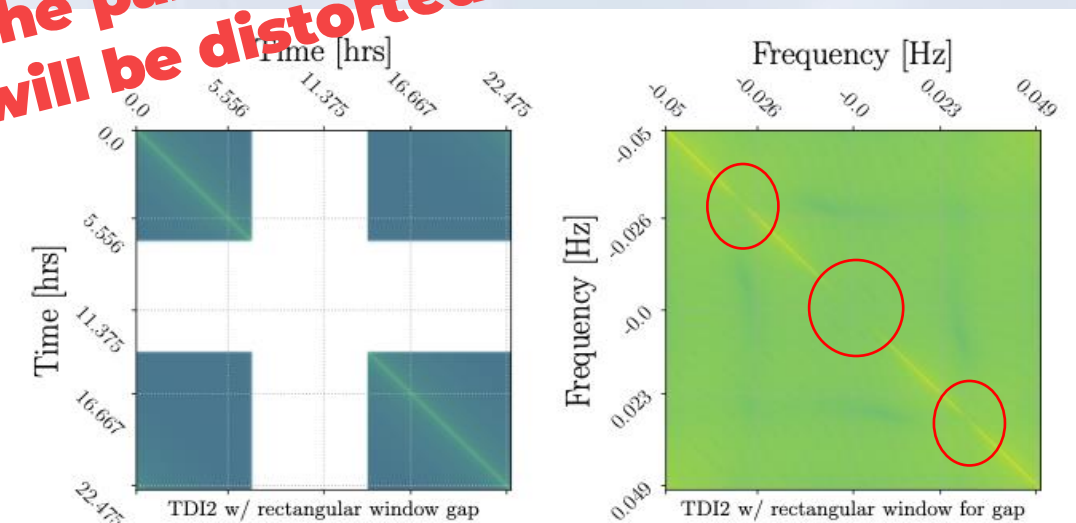 will be distorted
Time [hrs]
0.0
5.556
11.375
16.667
22.475
Time [hrs]
0.0
5.556
11.375
16.667
22.475
TDI2 w/ rectangular window gap
Frequency [Hz]
-0.05
-0.026
-0.0
0.023
0.049
Frequency [Hz]
-0.05
-0.026
-0.0
0.023
0.049
TDI2 w/ rectangular window for gap